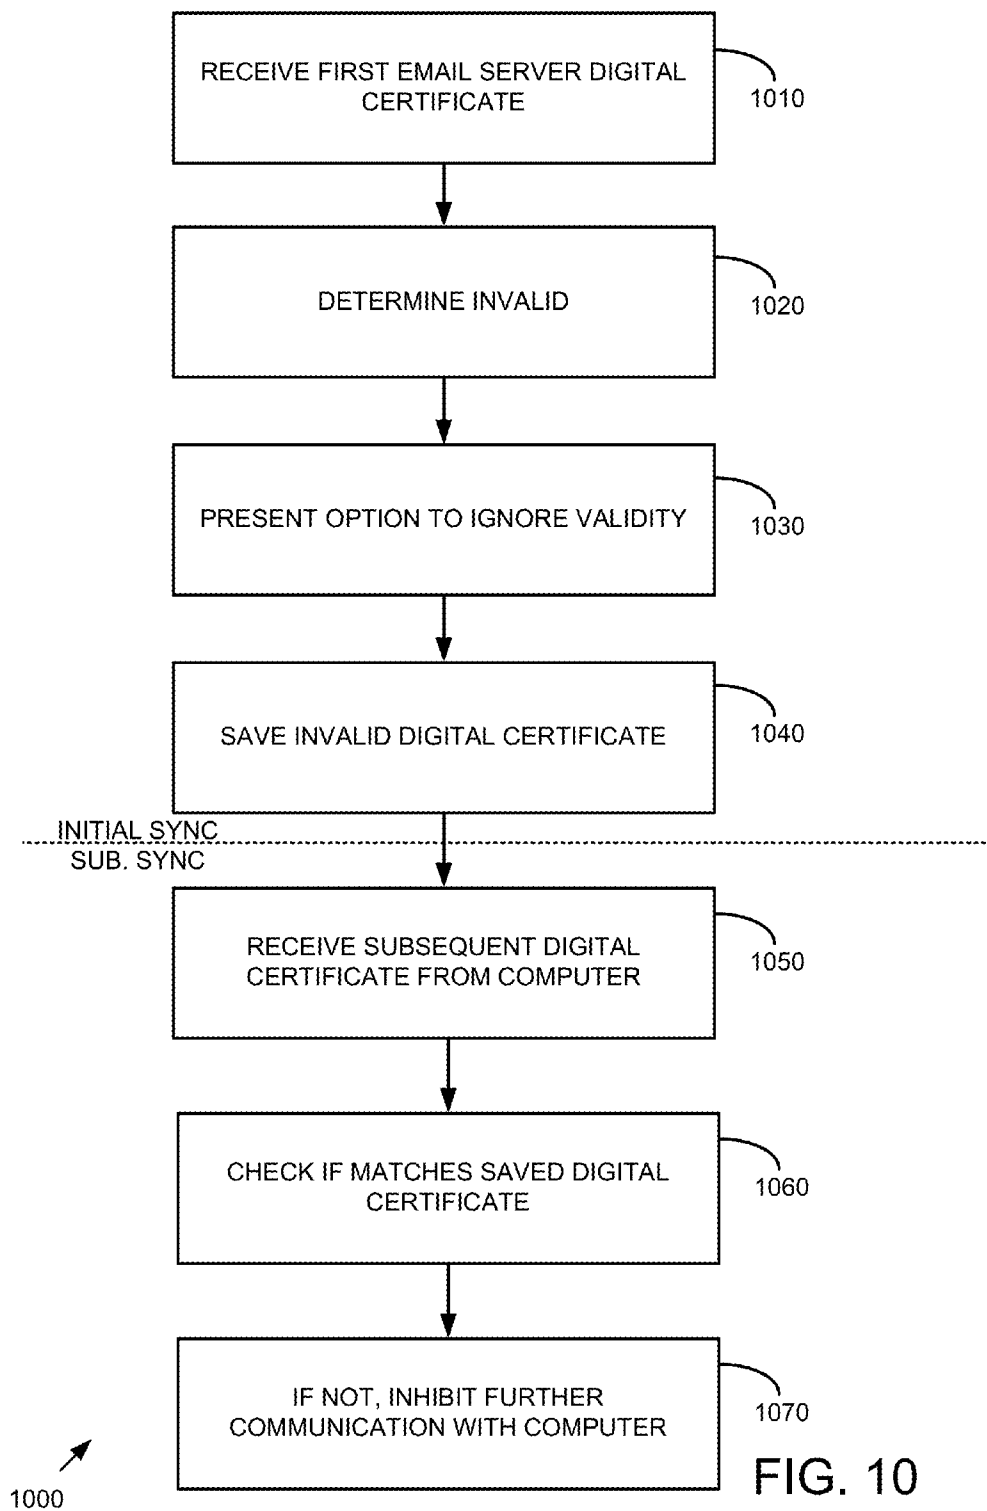 RECEIVE FIRST EMAIL SERVER DIGITAL
CERTIFICATE
1010
DETERMINE INVALID
1020
PRESENT OPTION TO IGNORE VALIDITY
1030
SAVE INVALID DIGITAL CERTIFICATE
1040
INITIAL SYNC
SUB. SYNC
RECEIVE SUBSEQUENT DIGITAL
CERTIFICATE FROM COMPUTER
1050
CHECK IF MATCHES SAVED DIGITAL
CERTIFICATE
1060
IF NOT, INHIBIT FURTHER
COMMUNICATION WITH COMPUTER
1070
1000
FIG. 10